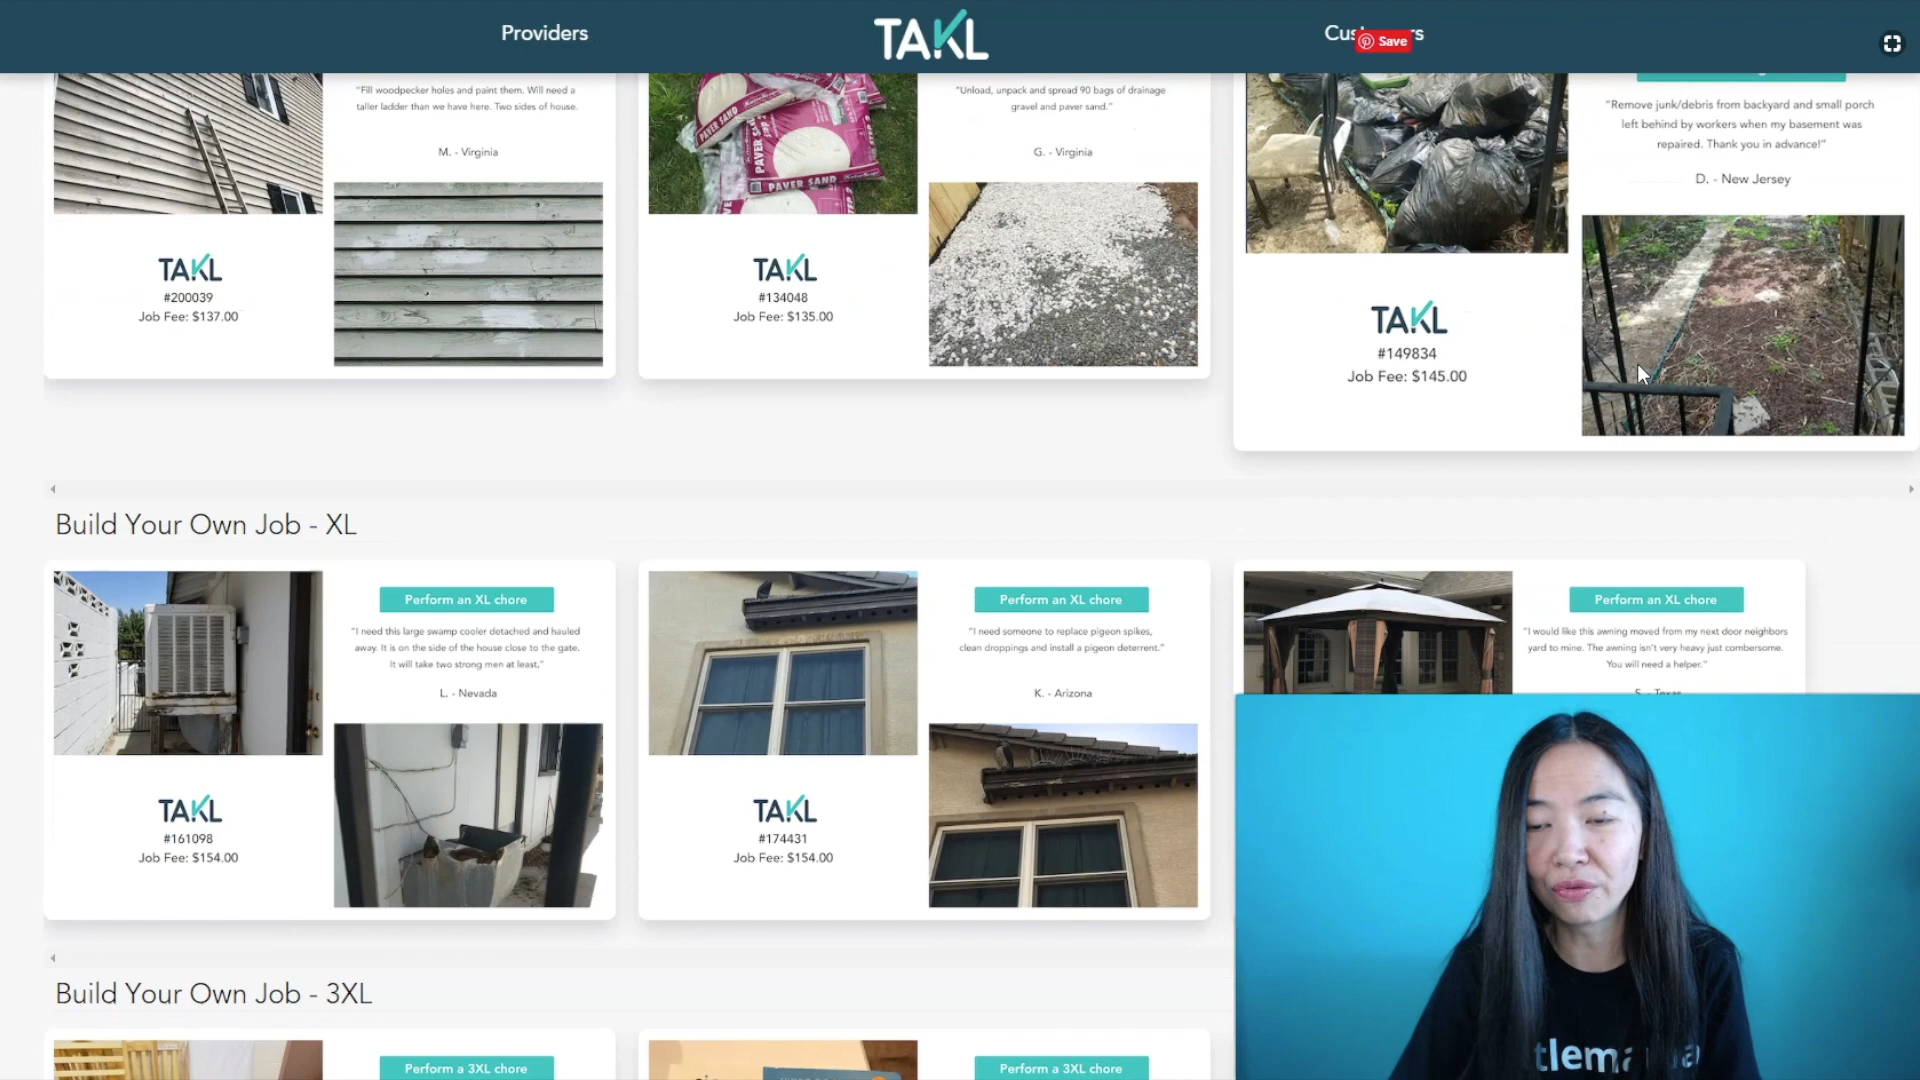 Providers
TAKL
Save
"Fill woodpecker holes and paint them. Will need a
taller ladder than we have here. Two sides of house.
M. - Virginia
TAKL
#200039
Job Fee: $137.00
PAVER SAND
PAVER SAND
"Unload, unpack and spread 90 bags of drainage
gravel and paver sand."
G. - Virginia
TAKL
#134048
Job Fee: $135.00
"Remove junk/debris from backyard and small porch
left behind by workers when my basement was
repaired. Thank you in advance!"
D. - New Jersey
TAKL
#149834
Job Fee: $145.00
Build Your Own Job - XL
Perform an XL chore
"I need this large swamp cooler detached and hauled
away. It is on the side of the house close to the gate.
It will take two strong men at least."
L. - Nevada
TAKL
#161098
Job Fee: $154.00
Perform an XL chore
"I need someone to replace pigeon spikes,
clean droppings and install a pigeon deterrent."
K. - Arizona
TAKL
#174431
Job Fee: $154.00
Perform an XL chore
"I would like this awning moved from my next door neighbors
yard to mine. The awning isn't very heavy just combersome.
You will need a helper."
S. - Texas
Build Your Own Job - 3XL
Perform a 3XL chore
Perform a 3XL chore